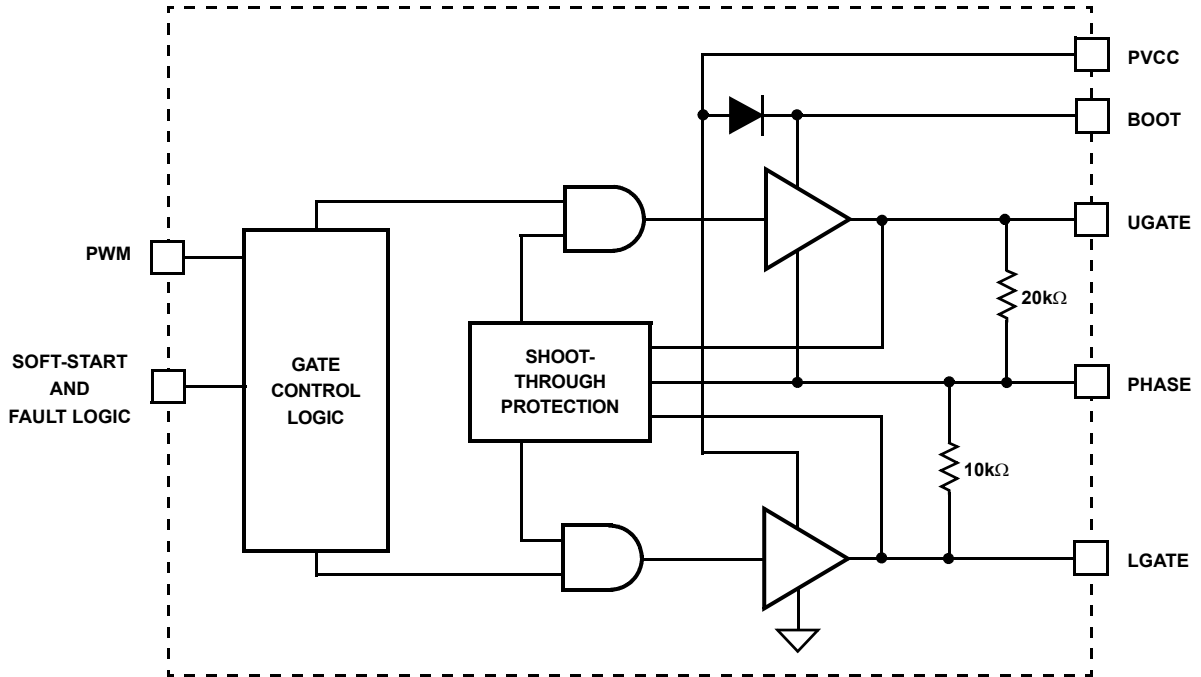 PVCC
BOOT
UGATE
PWM
20kΩ
SOFT-START
AND
FAULT LOGIC
GATE
CONTROL
LOGIC
SHOOT-
THROUGH
PROTECTION
PHASE
10kΩ
LGATE